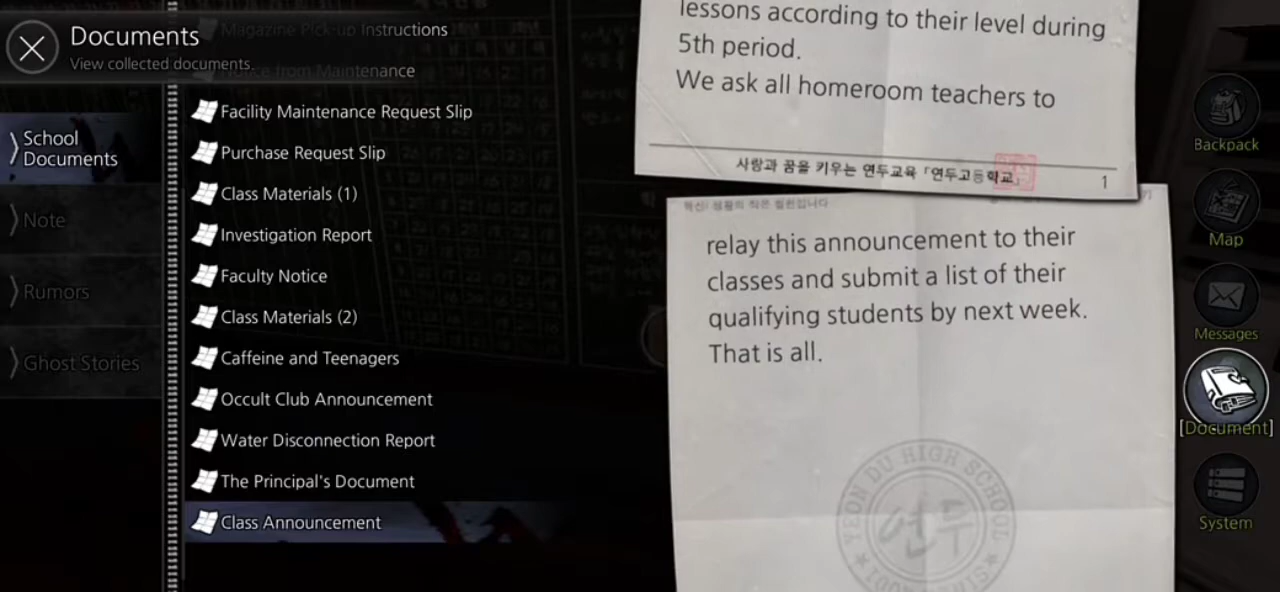 Documents
View collected documents.
School
Documents
Note
Rumors
Ghost Stories
Magazine Pick-up Instructions
Notice from Maintenance
Facility Maintenance Request Slip
Purchase Request Slip
Class Materials (1)
Investigation Report
Faculty Notice
Class Materials (2)
Caffeine and Teenagers
Occult Club Announcement
Water Disconnection Report
The Principal's Document
Class Announcement
lessons according to their level during
5th period.
We ask all homeroom teachers to
사랑과 꿈을 키우는 연두교육 「연두고등학교」
1
relay this announcement to their
classes and submit a list of their
qualifying students by next week.
That is all.
YEON DU HIGH SCHOOL
연두
Backpack
Map
Messages
[Document]
System